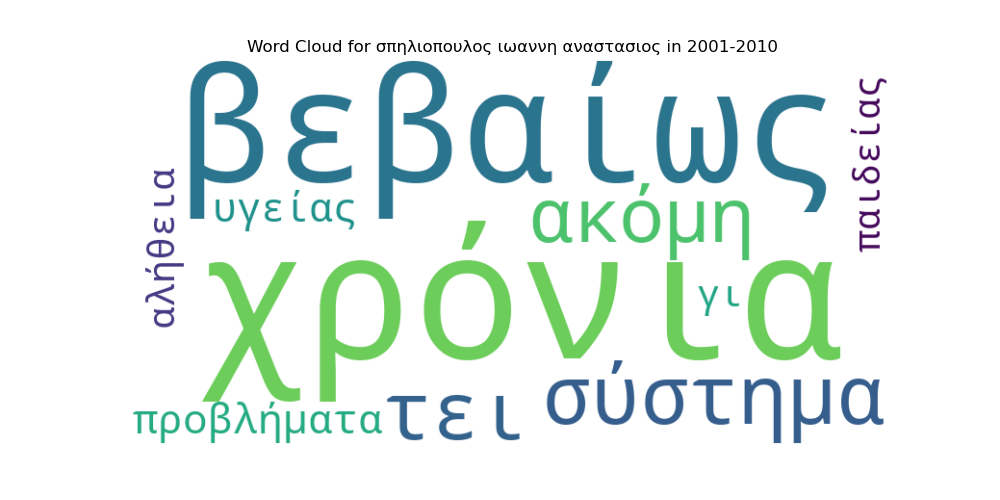 Word Cloud for σπηλιοπουλος ιωαννη αναστασιος in 2001-2010
βεβαίως
παιδείας
αλήθεια
υγείας
ακόμη
χρόνια
γι
σύστημα
τει
προβλήματα